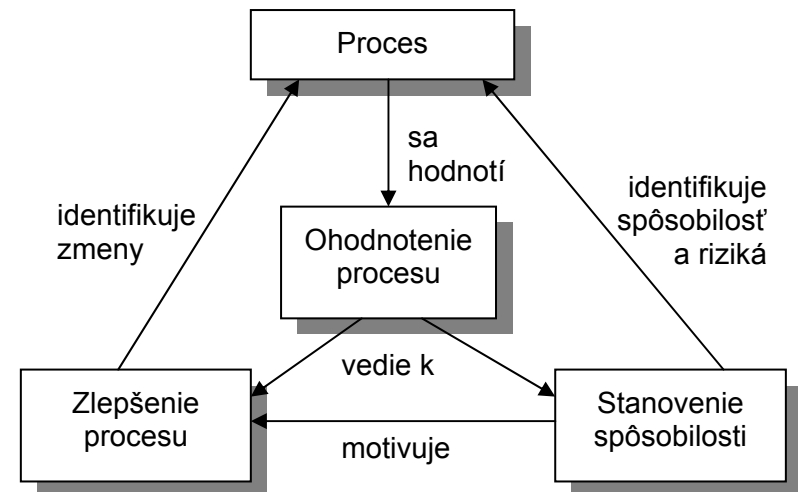 Proces
sa
hodnotí
identifikuje
zmeny
identifikuje
spôsobilosť
a riziká
Ohodnotenie
procesu
vedie k
Zlepšenie
procesu
Stanovenie
spôsobilosti
motivuje